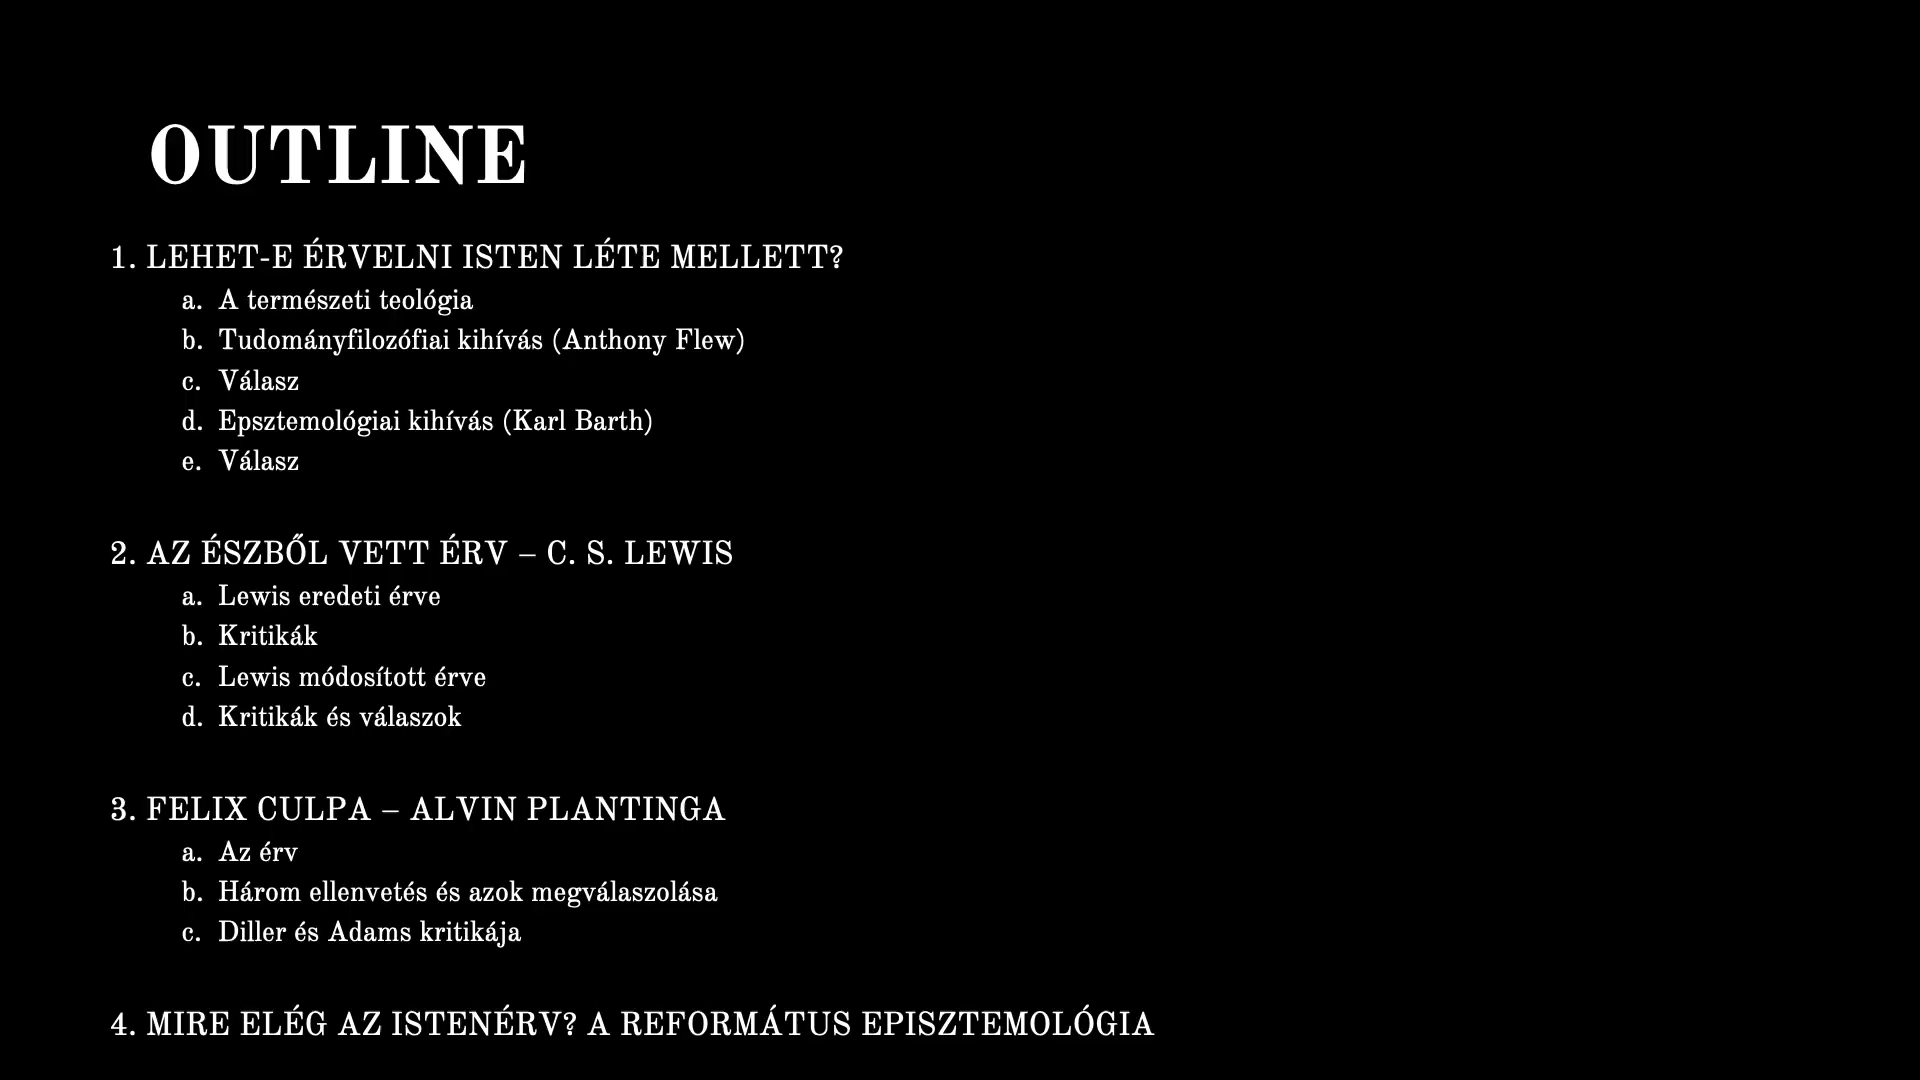 OUTLINE
1. LEHET-E ÉRVELNI ISTEN LÉTE MELLETT?
a. A természeti teológia
b. Tudományfilozófiai kihívás (Anthony Flew)
c. Válasz
d. Epsztemológiai kihívás (Karl Barth)
e. Válasz
2. AZ ÉSZBŐL VETT ÉRV – C. S. LEWIS
a. Lewis eredeti érve
b. Kritikák
c. Lewis módosított érve
d. Kritikák és válaszok
3. FELIX CULPA – ALVIN PLANTINGA
a. Az érv
b. Három ellenvetés és azok megválaszolása
c. Diller és Adams kritikája
4. MIRE ELÉG AZ ISTENÉRV? A REFORMÁTUS EPISZTEMOLÓGIA